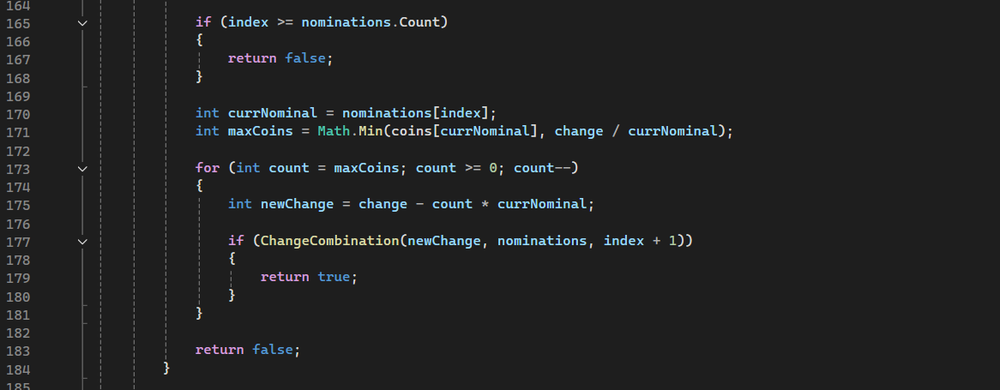 164
165 if (index >= nominations.Count)
166 {
167 return false;
168 }
169
170 int currNominal = nominations[index];
171 int maxCoins = Math.Min(coins[currNominal], change / currNominal);
172
173 for (int count = maxCoins; count >= 0; count--)
174 {
175 int newChange = change - count * currNominal;
176
177 if (ChangeCombination(newChange, nominations, index + 1))
178 {
179 return true;
180 }
181 }
182
183 return false;
184 }
185